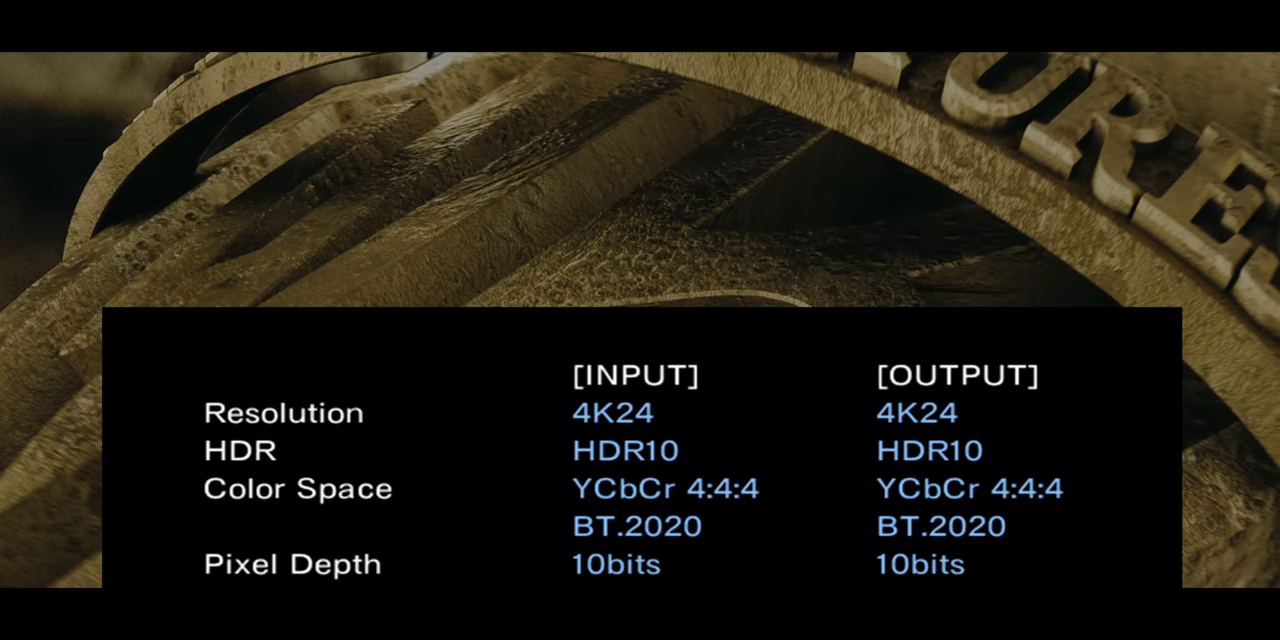 URE
[INPUT] [OUTPUT]
Resolution 4K24 4K24
HDR HDR10 HDR10
Color Space YCbCr 4:4:4 YCbCr 4:4:4
BT.2020 BT.2020
Pixel Depth 10bits 10bits